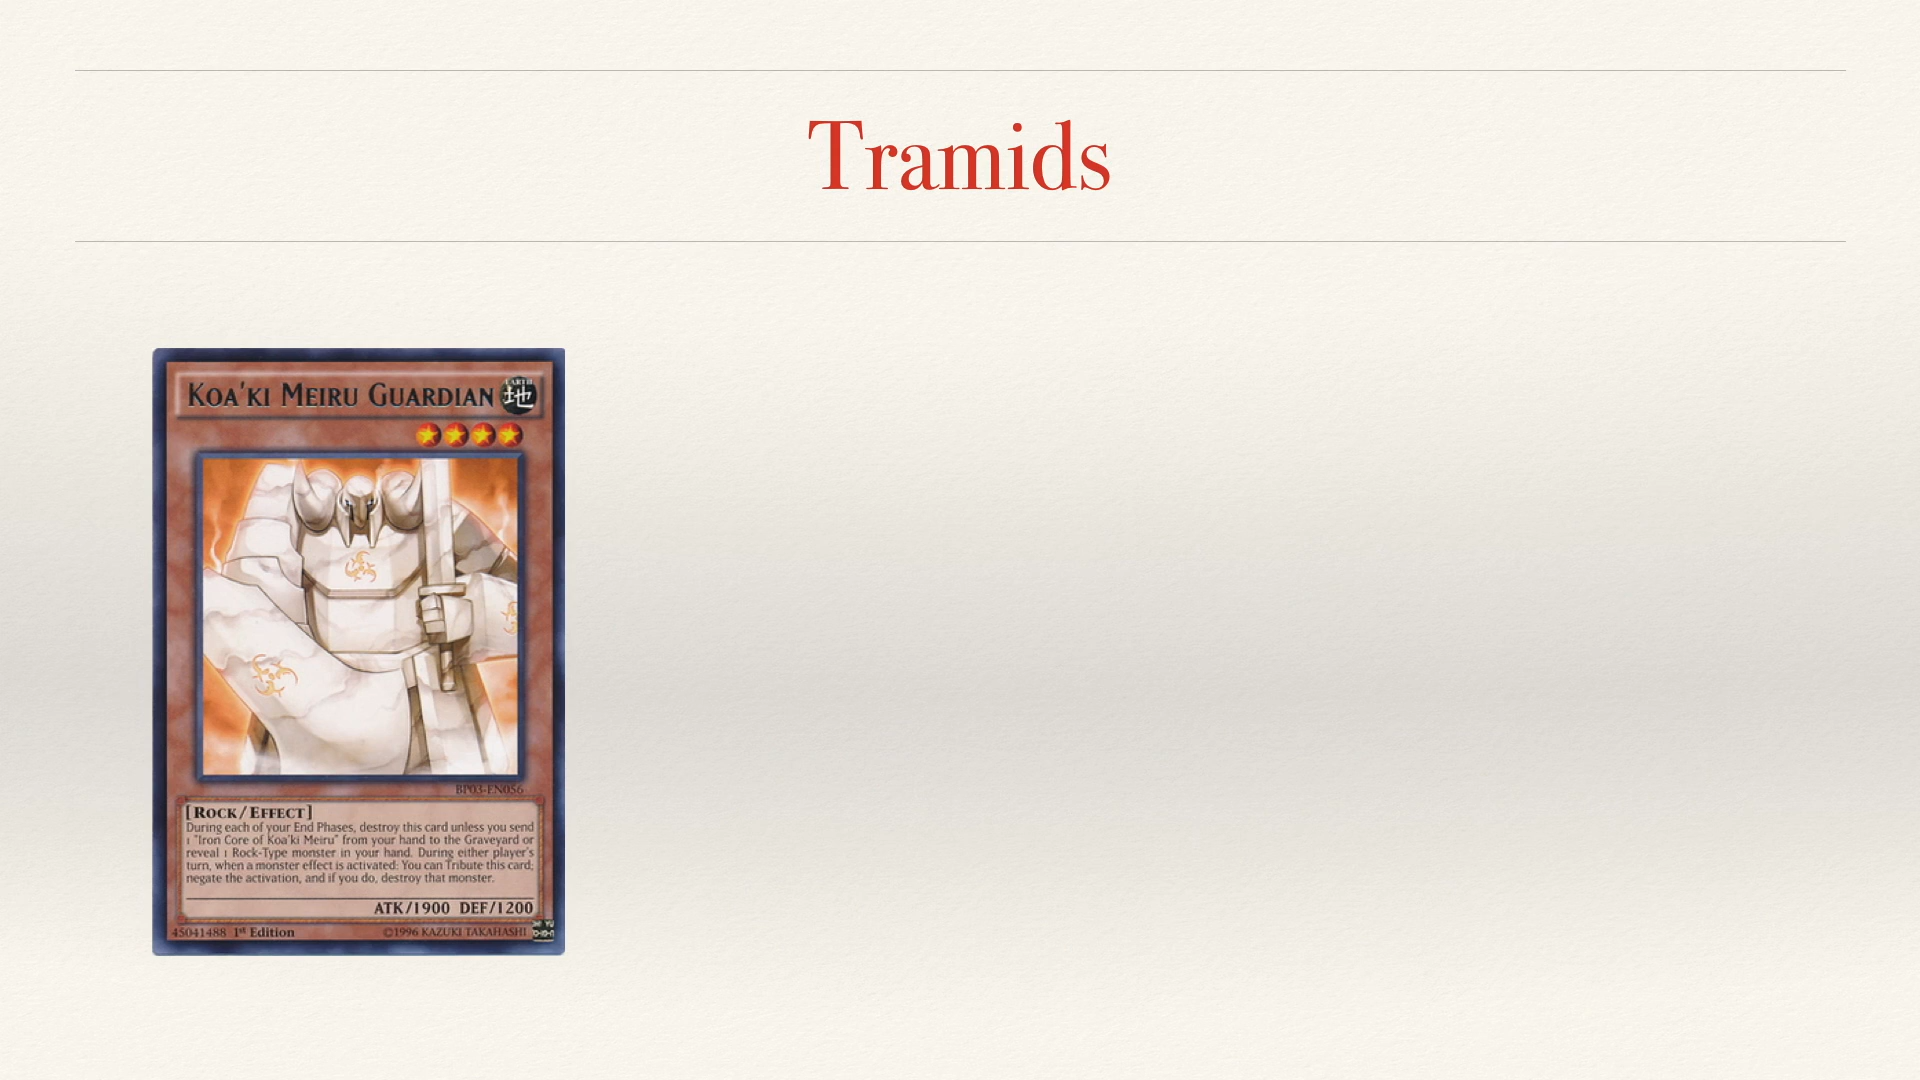 Tramids
Koa'ki Meiru Guardian
EARTH
地
BP03-EN056
[Rock/Effect]
During each of your End Phases, destroy this card unless you send
1 "Iron Core of Koa'ki Meiru" from your hand to the Graveyard or
reveal 1 Rock-Type monster in your hand. During either player's
turn, when a monster effect is activated: You can Tribute this card;
negate the activation, and if you do, destroy that monster.
ATK/1900 DEF/1200
45041488 1st Edition ©1996 KAZUKI TAKAHASHI